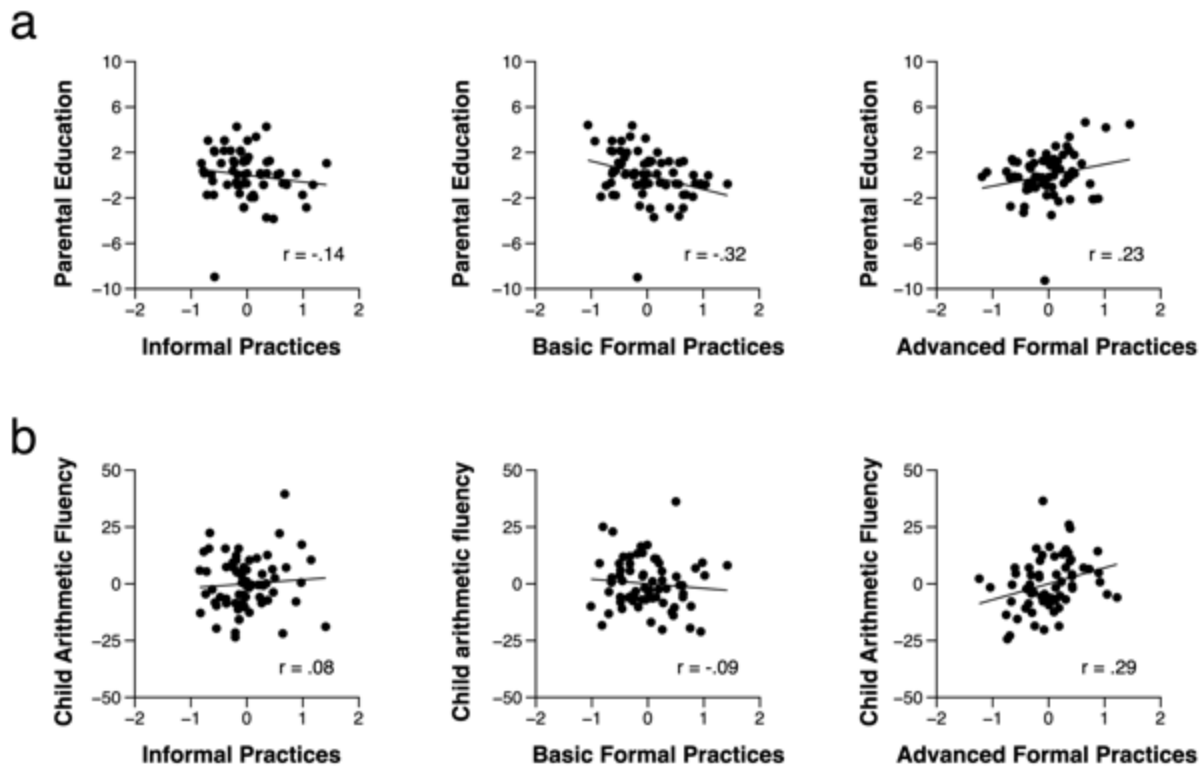 a
10
6
2
−2
−6
−10
Parental Education
r = -.14
−2 −1 0 1 2
Informal Practices
10
6
2
−2
−6
−10
Parental Education
r = -.32
−2 −1 0 1 2
Basic Formal Practices
10
6
2
−2
−6
−10
Parental Education
r = .23
−2 −1 0 1 2
Advanced Formal Practices
b
50
25
0
−25
−50
Child Arithmetic Fluency
r = .08
−2 −1 0 1 2
Informal Practices
50
25
0
−25
−50
Child arithmetic fluency
r = -.09
−2 −1 0 1 2
Basic Formal Practices
50
25
0
−25
−50
Child Arithmetic Fluency
r = .29
−2 −1 0 1 2
Advanced Formal Practices